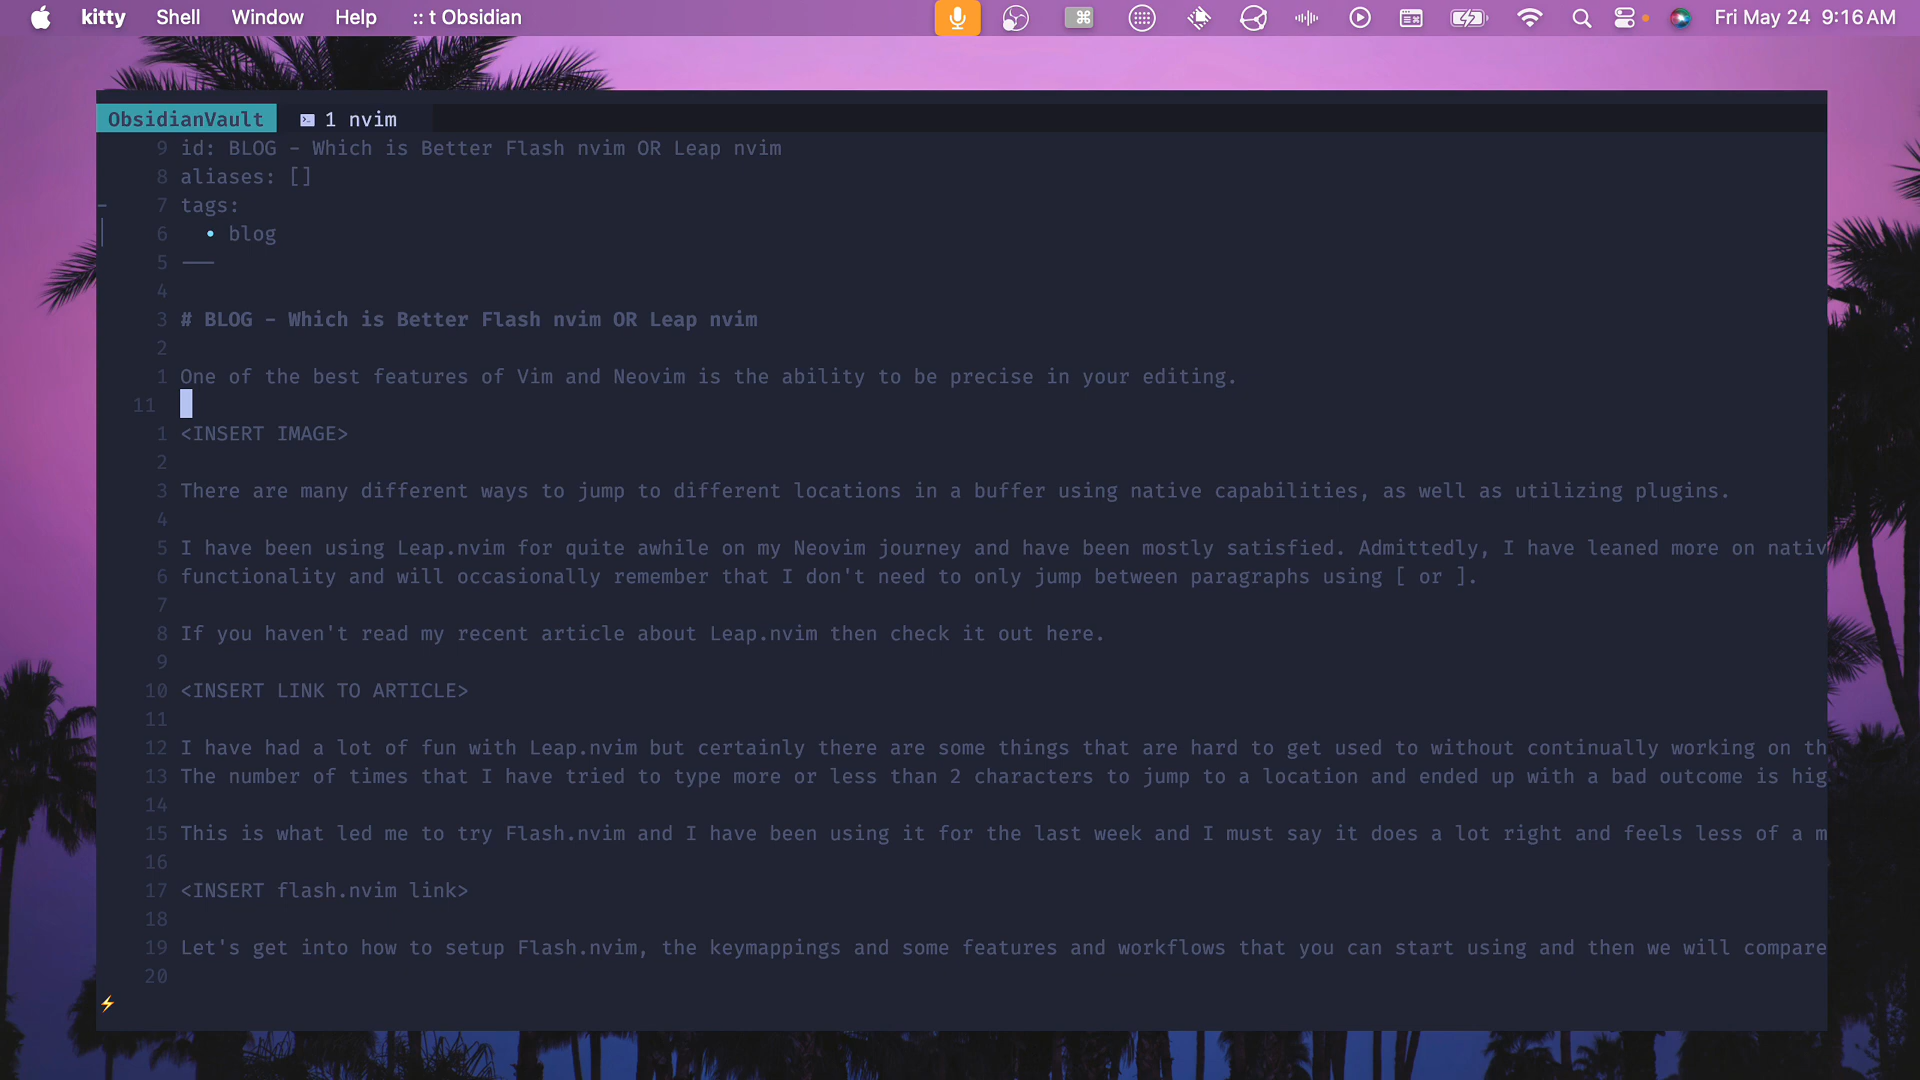 kitty Shell Window Help :: t Obsidian Fri May 24 9:16 AM
ObsidianVault 1 nvim
9 id: BLOG - Which is Better Flash nvim OR Leap nvim
8 aliases: []
7 tags:
6 • blog
5 ---
4
3 # BLOG - Which is Better Flash nvim OR Leap nvim
2
1 One of the best features of Vim and Neovim is the ability to be precise in your editing.
11
1 <INSERT IMAGE>
2
3 There are many different ways to jump to different locations in a buffer using native capabilities, as well as utilizing plugins.
4
5 I have been using Leap.nvim for quite awhile on my Neovim journey and have been mostly satisfied. Admittedly, I have leaned more on nativ
6 functionality and will occasionally remember that I don't need to only jump between paragraphs using [ or ].
7
8 If you haven't read my recent article about Leap.nvim then check it out here.
9
10 <INSERT LINK TO ARTICLE>
11
12 I have had a lot of fun with Leap.nvim but certainly there are some things that are hard to get used to without continually working on th
13 The number of times that I have tried to type more or less than 2 characters to jump to a location and ended up with a bad outcome is hig
14
15 This is what led me to try Flash.nvim and I have been using it for the last week and I must say it does a lot right and feels less of a m
16
17 <INSERT flash.nvim link>
18
19 Let's get into how to setup Flash.nvim, the keymappings and some features and workflows that you can start using and then we will compare
20